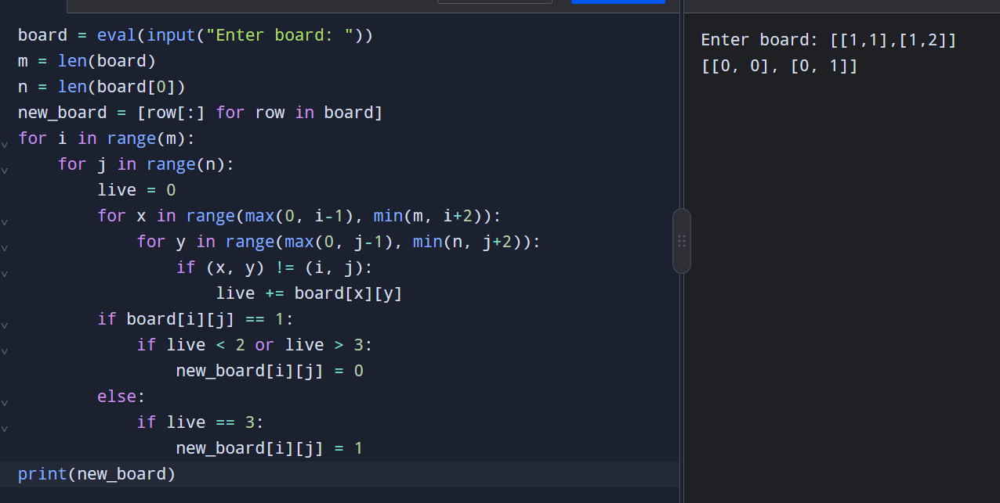 board = eval(input("Enter board: "))
m = len(board)
n = len(board[0])
new_board = [row[:] for row in board]
for i in range(m):
    for j in range(n):
        live = 0
        for x in range(max(0, i-1), min(m, i+2)):
            for y in range(max(0, j-1), min(n, j+2)):
                if (x, y) != (i, j):
                    live += board[x][y]
        if board[i][j] == 1:
            if live < 2 or live > 3:
                new_board[i][j] = 0
        else:
            if live == 3:
                new_board[i][j] = 1
print(new_board)
Enter board: [[1,1],[1,2]]
[[0, 0], [0, 1]]